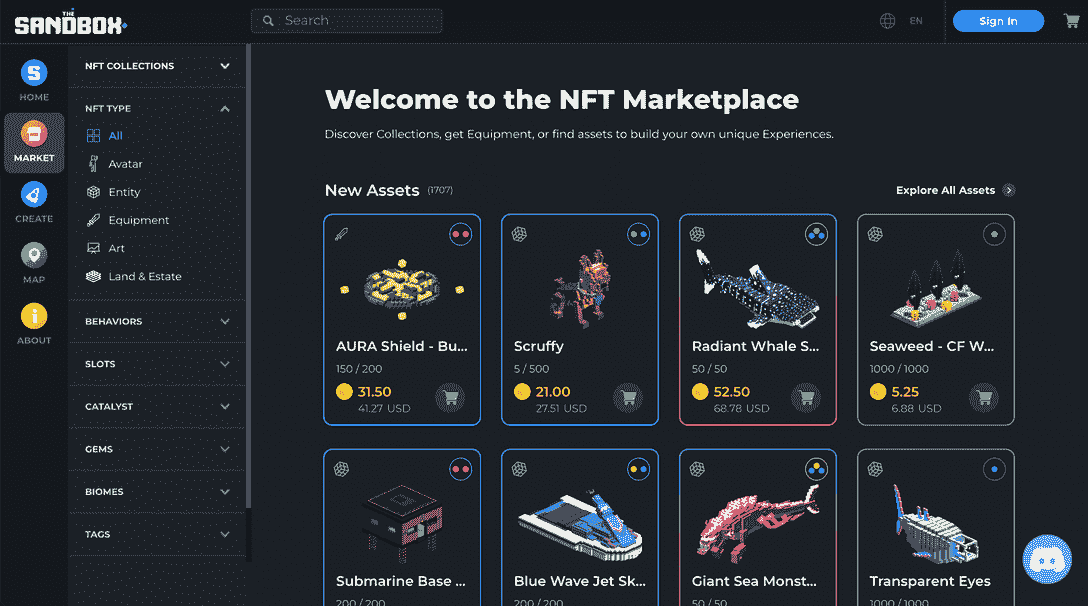 THE
SANDBOX
Search
EN
Sign In
HOME
MARKET
CREATE
MAP
ABOUT
NFT COLLECTIONS
NFT TYPE
All
Avatar
Entity
Equipment
Art
Land & Estate
BEHAVIORS
SLOTS
CATALYST
GEMS
BIOMES
TAGS
Welcome to the NFT Marketplace
Discover Collections, get Equipment, or find assets to build your own unique Experiences.
New Assets (1707)
Explore All Assets
AURA Shield - Bu...
150 / 200
31.50
41.27 USD
Scruffy
5 / 500
21.00
27.51 USD
Radiant Whale S...
50 / 50
52.50
68.78 USD
Seaweed - CF W...
1000 / 1000
5.25
6.88 USD
Submarine Base ...
200 / 200
Blue Wave Jet Sk...
200 / 200
Giant Sea Monst...
50 / 50
Transparent Eyes
1000 / 1000